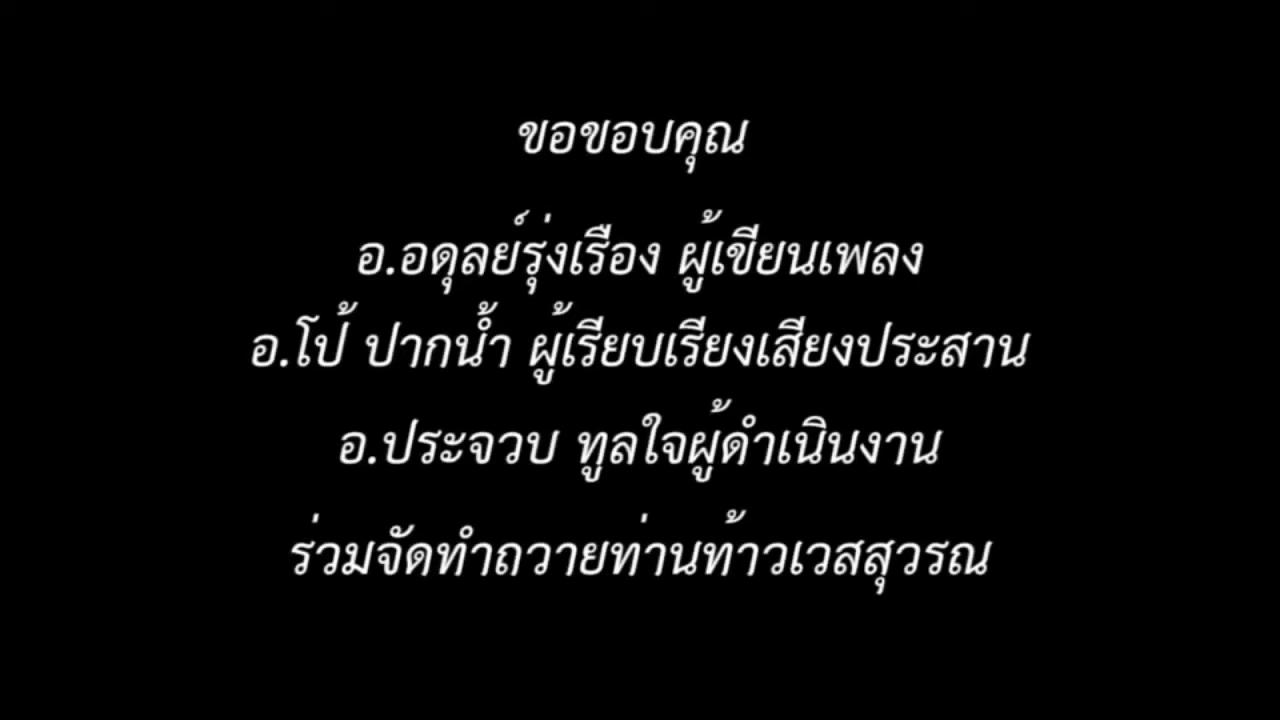 ขอขอบคุณ
อ.อดุลย์รุ่งเรือง ผู้เขียนเพลง
อ.โป้ ปากน้ำ ผู้เรียบเรียงเสียงประสาน
อ.ประจวบ ทูลใจผู้ดำเนินงาน
ร่วมจัดทำถวายท่านท้าวเวสสุวรณ